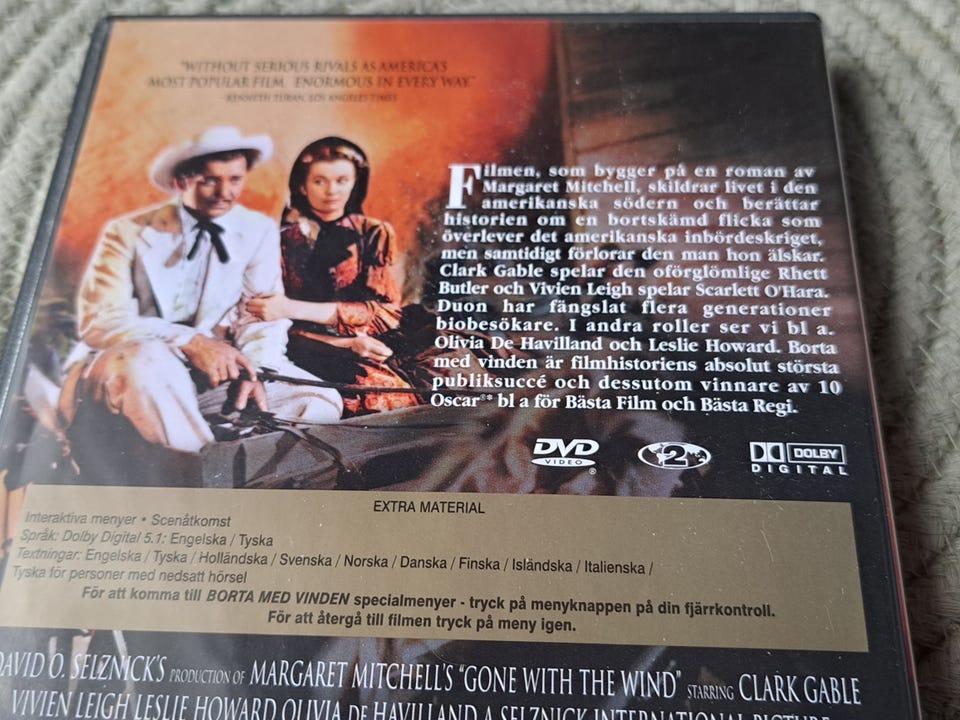 "WITHOUT SERIOUS RIVALS AS AMERICA'S
MOST POPULAR FILM. ENORMOUS IN EVERY WAY."
-KENNETH TURAN, LOS ANGELES TIMES
Filmen, som bygger på en roman av
Margaret Mitchell, skildrar livet i den
amerikanska södern och berättar
historien om en bortskämd flicka som
överlever det amerikanska inbördeskriget,
men samtidigt förlorar den man hon älskar.
Clark Gable spelar den oförglömlige Rhett
Butler och Vivien Leigh spelar Scarlett O'Hara.
Duon har fängslat flera generationer
biobesökare. I andra roller ser vi bl a.
Olivia De Havilland och Leslie Howard. Borta
med vinden är filmhistoriens absolut största
publiksuccé och dessutom vinnare av 10
Oscar®* bl a för Bästa Film och Bästa Regi.
DVD
VIDEO
®
2
DOLBY
DIGITAL
EXTRA MATERIAL
Interaktiva menyer • Scenåtkomst
Språk: Dolby Digital 5.1: Engelska / Tyska
Textningar: Engelska / Tyska / Holländska / Svenska / Norska / Danska / Finska / Isländska / Italienska /
Tyska för personer med nedsatt hörsel
För att komma till BORTA MED VINDEN specialmenyer - tryck på menyknappen på din fjärrkontroll.
För att återgå till filmen tryck på meny igen.
DAVID O. SELZNICK'S PRODUCTION OF MARGARET MITCHELL'S "GONE WITH THE WIND" STARRING CLARK GABLE
VIVIEN LEIGH LESLIE HOWARD OLIVIA DE HAVILLAND A SELZNICK INTERNATIONAL